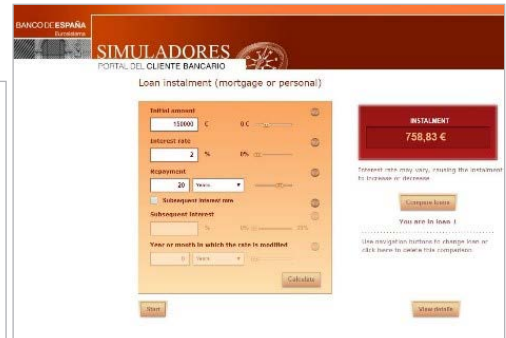 BANCO DE ESPAÑA
Eurosistema
SIMULADORES
PORTAL DEL CLIENTE BANCARIO
Loan instalment (mortgage or personal)
Initial amount
150000 € 0 €
Interest rate
2 % 0%
Repayment
20 Years
Subsequent interest rate
Subsequent interest
% 0% 25%
Year or month in which the rate is modified
0 Years
Calculate
Start
INSTALMENT
758,83 €
Interest rate may vary, causing the instalment
to increase or decrease
Compare loans
You are in loan 1
Use navigation buttons to change loan or
click here to delete this comparison.
View details